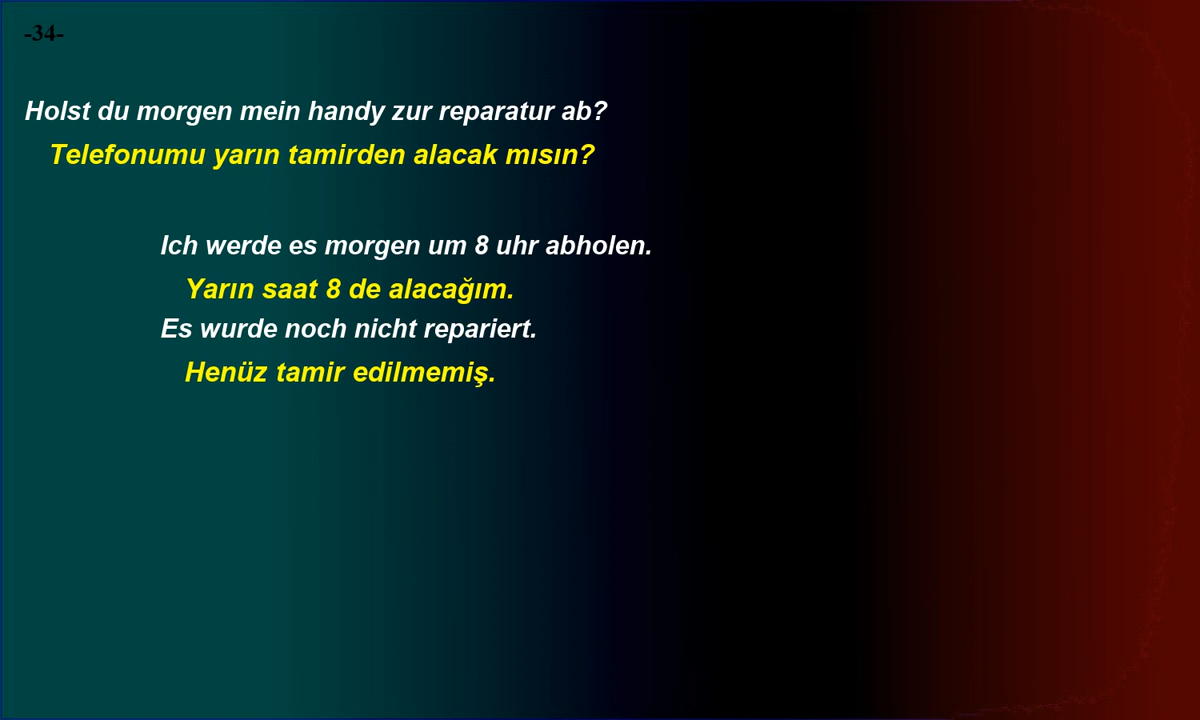 -34-
Holst du morgen mein handy zur reparatur ab?
Telefonumu yarın tamirden alacak mısın?
Ich werde es morgen um 8 uhr abholen.
Yarın saat 8 de alacağım.
Es wurde noch nicht repariert.
Henüz tamir edilmemiş.